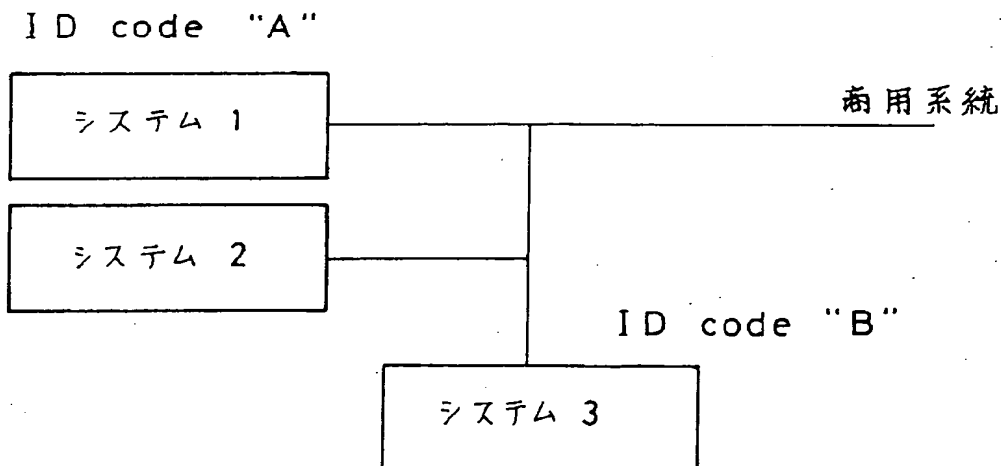 ID code "A"
システム 1
商用系統
システム 2
ID code "B"
システム 3